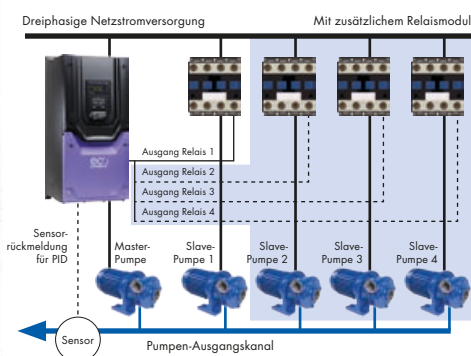 Dreiphasige Netzstromversorgung
Mit zusätzlichem Relaismodul
eco
Ausgang Relais 1
Ausgang Relais 2
Ausgang Relais 3
Ausgang Relais 4
Sensor-
rückmeldung
für PID
Master-
Pumpe
Slave-
Pumpe 1
Slave-
Pumpe 2
Slave-
Pumpe 3
Slave-
Pumpe 4
Sensor
Pumpen-Ausgangskanal